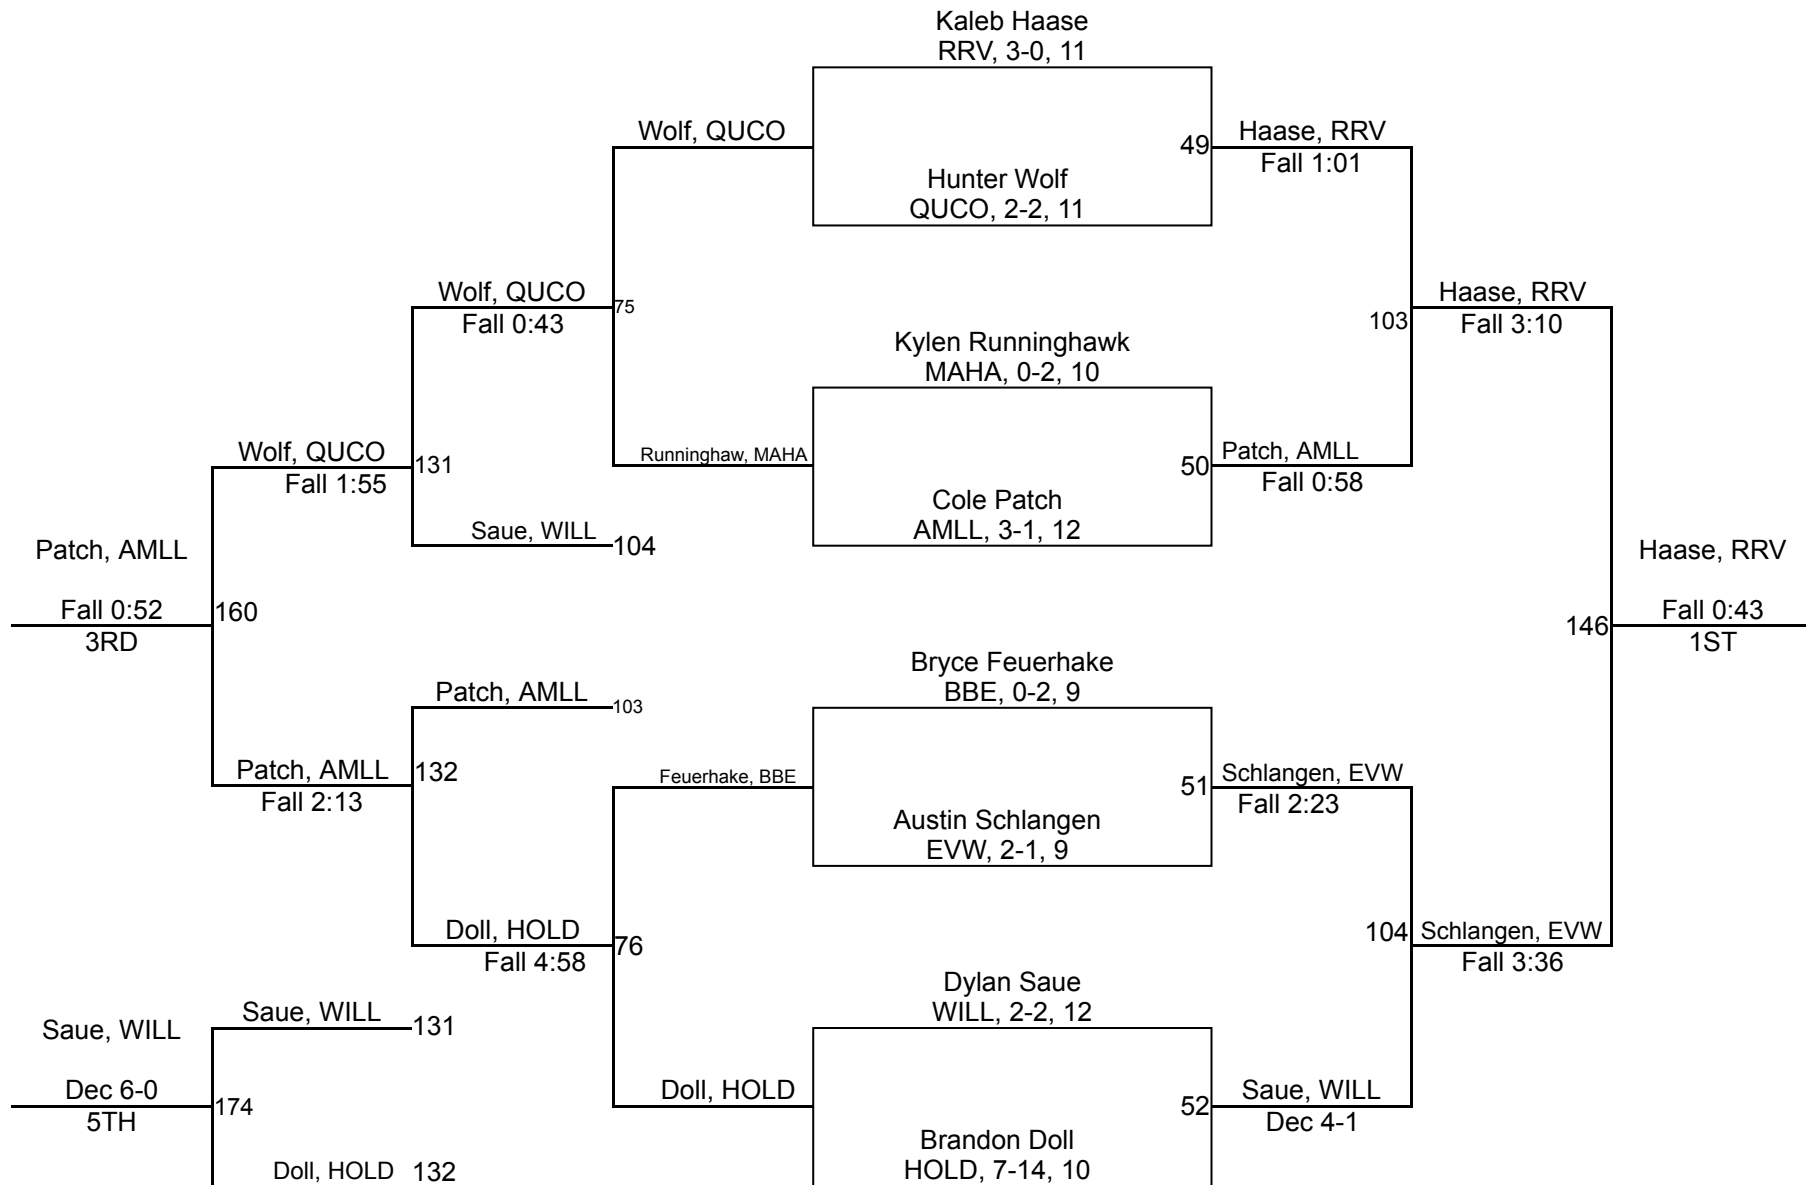 Kaleb Haase
RRV, 3-0, 11
Wolf, QUCO
49
Haase, RRV
Fall 1:01
Hunter Wolf
QUCO, 2-2, 11
Wolf, QUCO
Fall 0:43
75
Haase, RRV
103
Fall 3:10
Kylen Runninghawk
MAHA, 0-2, 10
Wolf, QUCO
Fall 1:55
131
Runninghaw, MAHA
50
Patch, AMLL
Fall 0:58
Cole Patch
AMLL, 3-1, 12
Saue, WILL
104
Patch, AMLL
Fall 0:52
3RD
160
Haase, RRV
146
Fall 0:43
1ST
Bryce Feuerhake
BBE, 0-2, 9
Patch, AMLL
103
Patch, AMLL
Fall 2:13
132
Feuerhake, BBE
51
Schlangen, EVW
Fall 2:23
Austin Schlangen
EVW, 2-1, 9
Doll, HOLD
Fall 4:58
76
104
Schlangen, EVW
Fall 3:36
Dylan Saue
WILL, 2-2, 12
Saue, WILL
Saue, WILL
131
Dec 6-0
5TH
174
Doll, HOLD
52
Saue, WILL
Dec 4-1
Brandon Doll
HOLD, 7-14, 10
Doll, HOLD
132